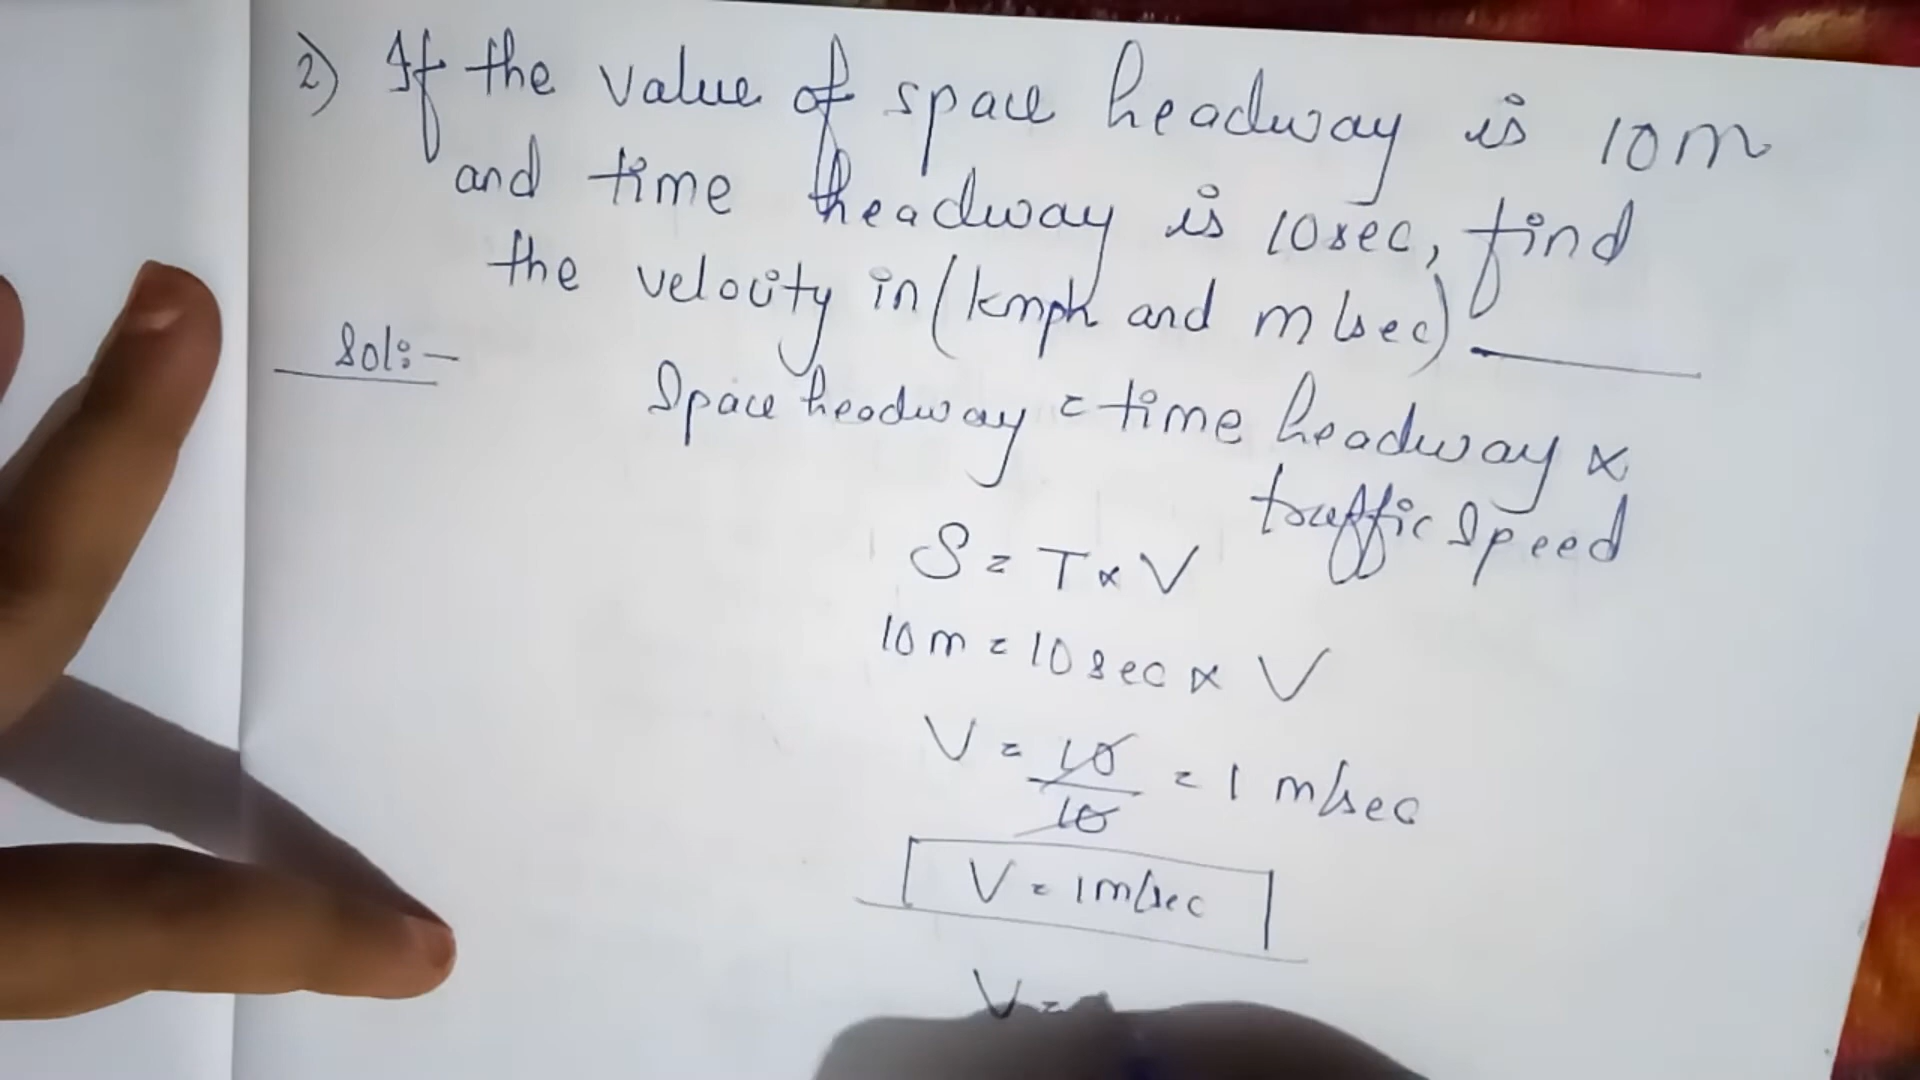 2) If the value of space headway is 10m
and time headway is 10sec, find
the velocity in (kmph and m/sec)
Sol:-
Space headway = time headway ×
traffic Speed
S = T × V
10m = 10sec × V
V = 10/10 = 1 m/sec
V = 1m/sec
V =